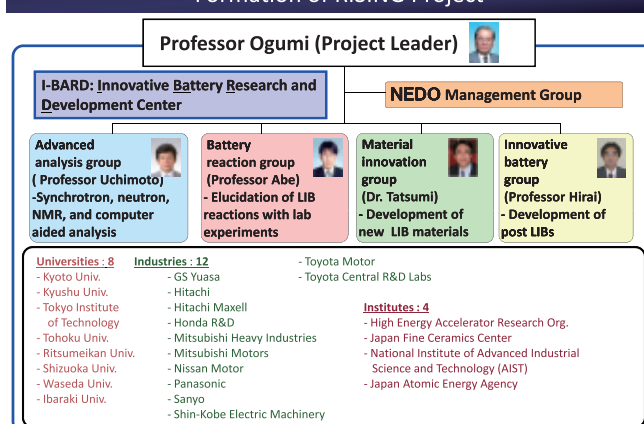 Formation of RISING Project
Professor Ogumi (Project Leader)
I-BARD: Innovative Battery Research and
Development Center
NEDO Management Group
Advanced
analysis group
( Professor Uchimoto)
-Synchrotron, neutron,
NMR, and computer
aided analysis
Battery
reaction group
(Professor Abe)
- Elucidation of LIB
reactions with lab
experiments
Material
innovation
group
(Dr. Tatsumi)
- Development of
new LIB materials
Innovative
battery
group
(Professor Hirai)
- Development of
post LIBs
Universities : 8
- Kyoto Univ.
- Kyushu Univ.
- Tokyo Institute
of Technology
- Tohoku Univ.
- Ritsumeikan Univ.
- Shizuoka Univ.
- Waseda Univ.
- Ibaraki Univ.
Industries : 12
- GS Yuasa
- Hitachi
- Hitachi Maxell
- Honda R&D
- Mitsubishi Heavy Industries
- Mitsubishi Motors
- Nissan Motor
- Panasonic
- Sanyo
- Shin-Kobe Electric Machinery
- Toyota Motor
- Toyota Central R&D Labs
Institutes : 4
- High Energy Accelerator Research Org.
- Japan Fine Ceramics Center
- National Institute of Advanced Industrial
Science and Technology (AIST)
- Japan Atomic Energy Agency